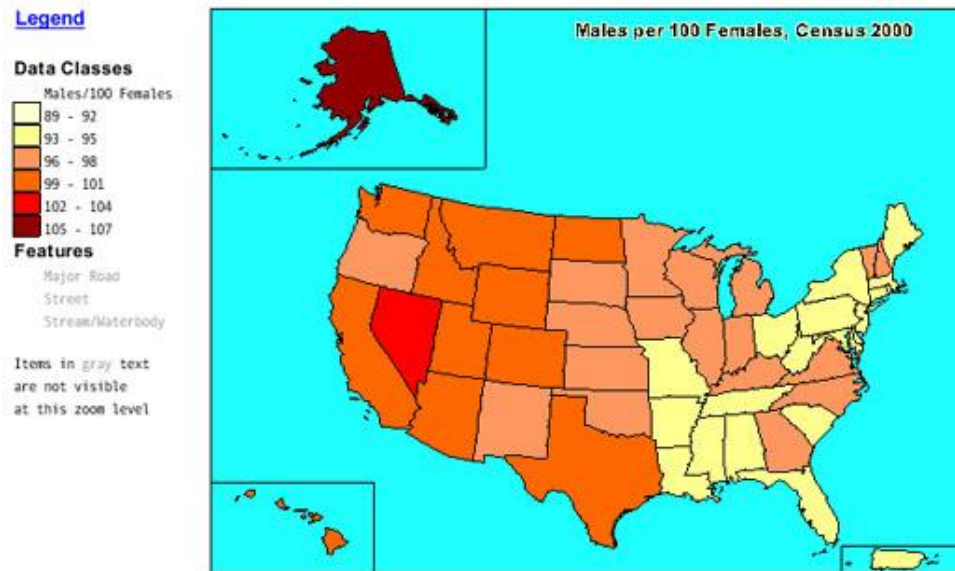 Legend
Males per 100 Females, Census 2000
Data Classes
Males/100 Females
89 - 92
93 - 95
96 - 98
99 - 101
102 - 104
105 - 107
Features
Major Road
Street
Stream/Waterbody
Items in gray text
are not visible
at this zoom level